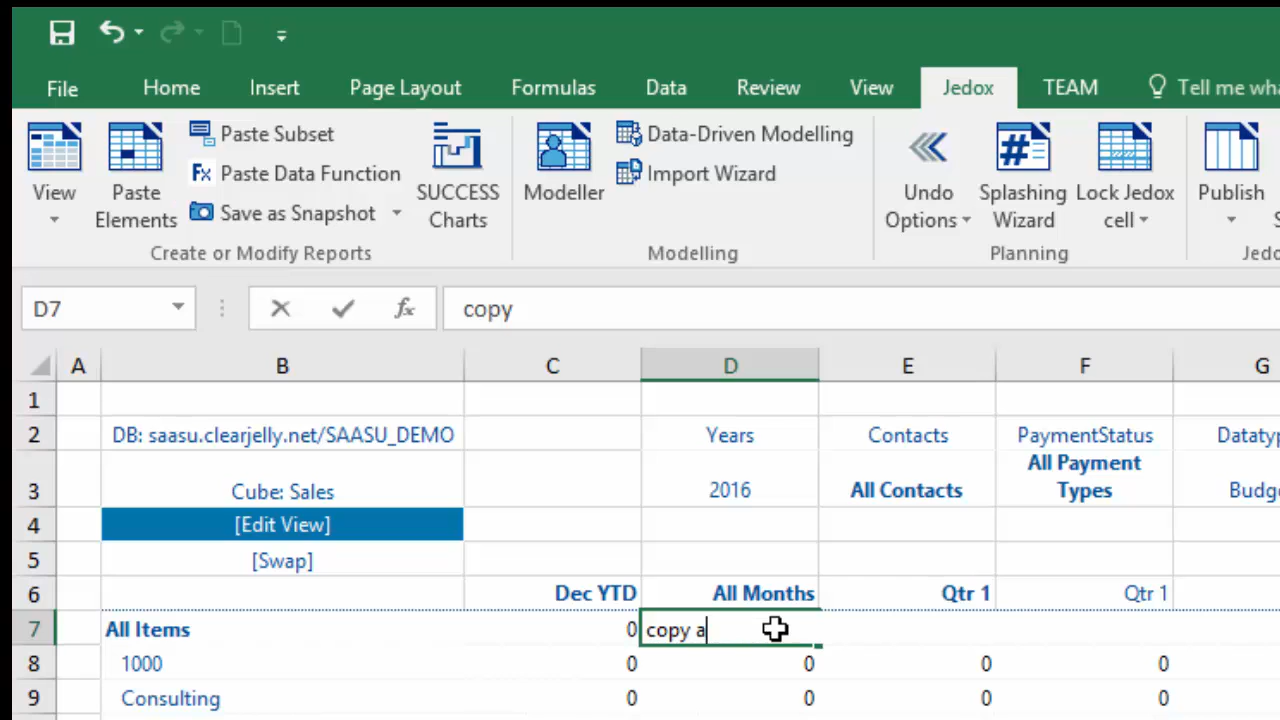 File Home Insert Page Layout Formulas Data Review View Jedox TEAM Tell me wha
View Paste Elements Paste Subset Paste Data Function Save as Snapshot SUCCESS Charts
Create or Modify Reports
Modeller Data-Driven Modelling Import Wizard
Modelling
Undo Options Splashing Wizard Lock Jedox cell
Planning
Publish
Jedo
D7 fx copy
A B C D E F G
1
2 DB: saasu.clearjelly.net/SAASU_DEMO Years Contacts PaymentStatus Datatyp
3 Cube: Sales 2016 All Contacts All Payment Types Budg
4 [Edit View]
5 [Swap]
6 Dec YTD All Months Qtr 1 Qtr 1
7 All Items 0 copy a
8 1000 0 0 0 0
9 Consulting 0 0 0 0